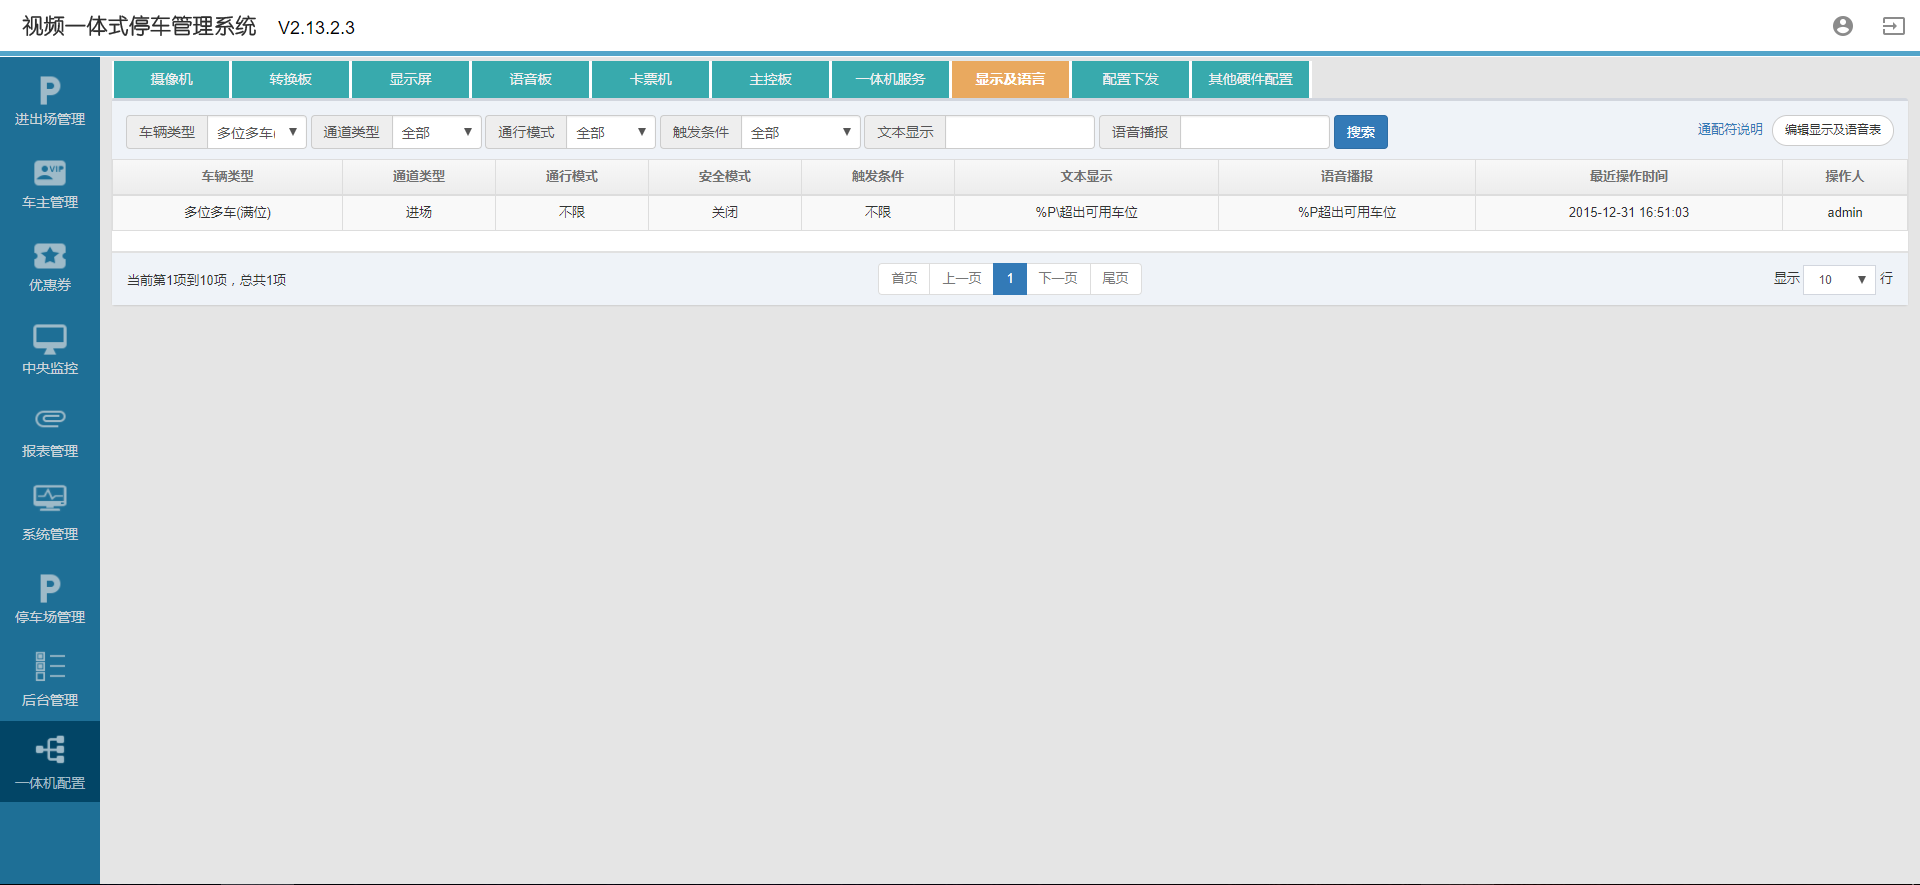 视频一体式停车管理系统 V2.13.2.3
摄像机 转换板 显示屏 语音板 卡票机 主控板 一体机服务 显示及语言 配置下发 其他硬件配置
车辆类型 多位多车( 通道类型 全部 通行模式 全部 触发条件 全部 文本显示 语音播报 搜索 通配符说明 编辑显示及语音表
车辆类型 通道类型 通行模式 安全模式 触发条件 文本显示 语音播报 最近操作时间 操作人
多位多车(满位) 进场 不限 关闭 不限 %P\超出可用车位 %P超出可用车位 2015-12-31 16:51:03 admin
当前第1项到10项，总共1项 首页 上一页 1 下一页 尾页 显示 10 行
进出场管理
VIP
车主管理
优惠券
中央监控
报表管理
系统管理
停车场管理
后台管理
一体机配置